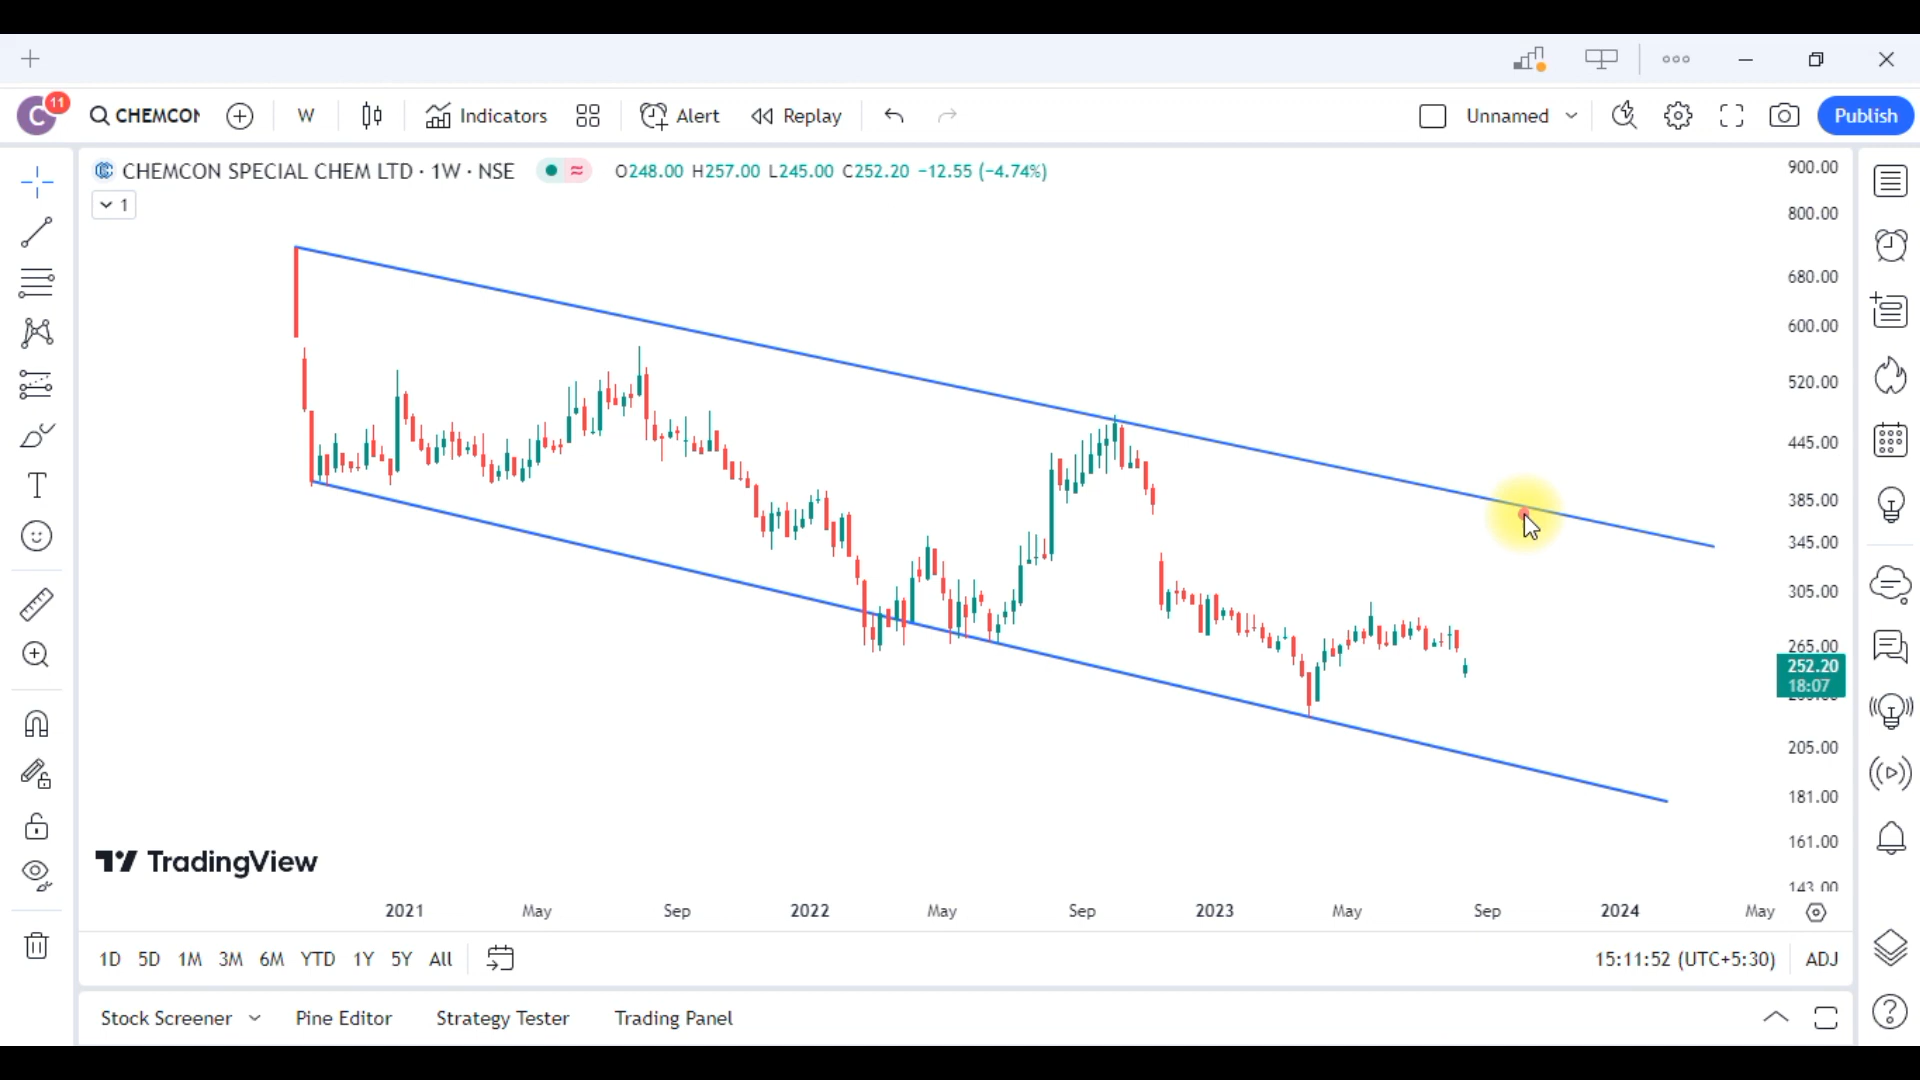 11
CHEMCON
W
Indicators
Alert
Replay
Unnamed
Publish
CHEMCON SPECIAL CHEM LTD · 1W · NSE
O248.00 H257.00 L245.00 C252.20 −12.55 (−4.74%)
1
900.00
800.00
680.00
600.00
520.00
445.00
385.00
345.00
305.00
265.00
252.20
18:07
205.00
181.00
161.00
143.00
TradingView
2021 May Sep 2022 May Sep 2023 May Sep 2024 May
1D 5D 1M 3M 6M YTD 1Y 5Y All
15:11:52 (UTC+5:30) ADJ
Stock Screener Pine Editor Strategy Tester Trading Panel